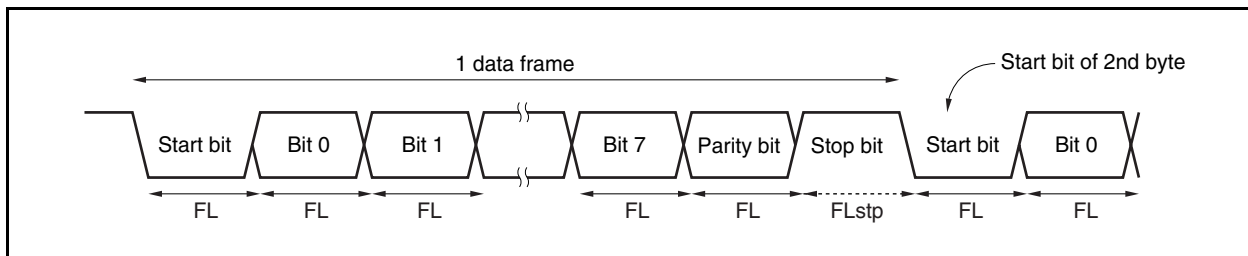 1 data frame
Start bit of 2nd byte
Start bit
Bit 0
Bit 1
Bit 7
Parity bit
Stop bit
Start bit
Bit 0
FL
FL
FL
FL
FL
FLstp
FL
FL